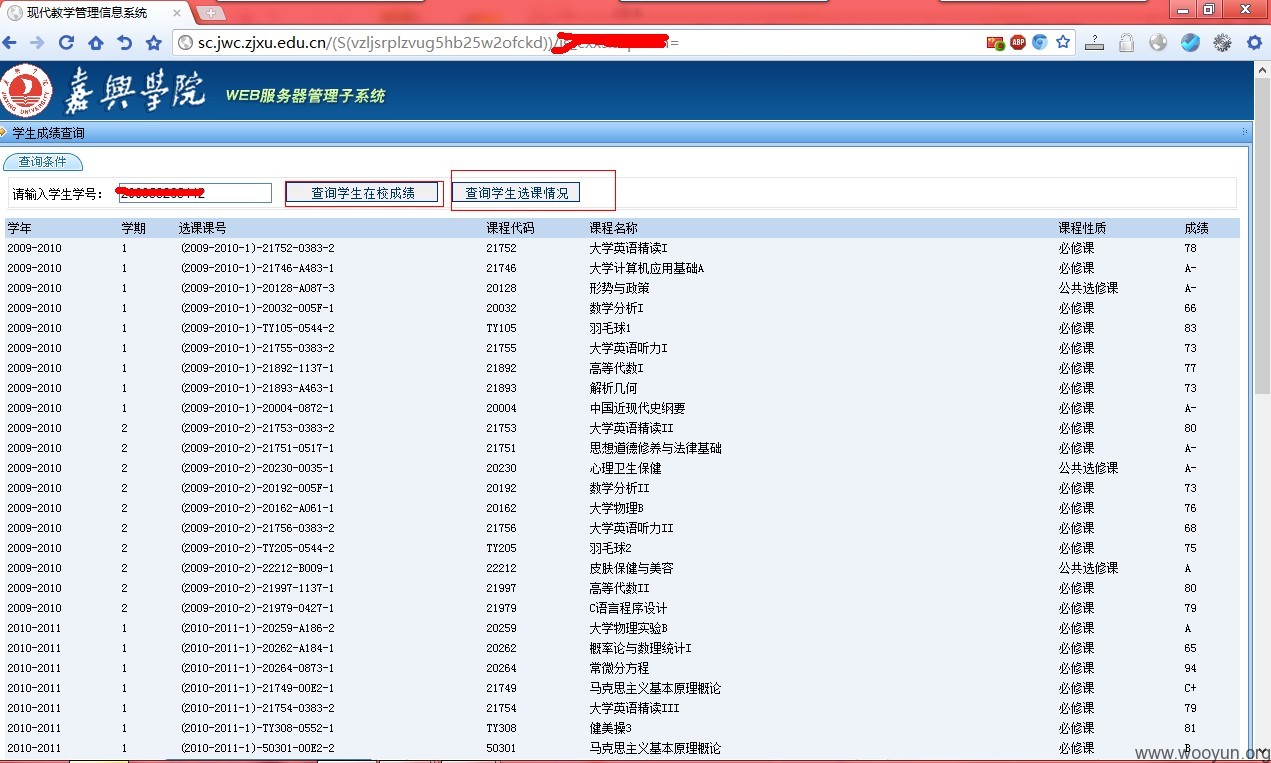 现代教学管理信息系统
sc.jwc.zjxu.edu.cn/(S(vzljsrplzvug5hb25w2ofckd))/
ABP
嘉興學院 WEB服务器管理子系统
JIAXING UNIVERSITY
学生成绩查询
查询条件
请输入学生学号: 查询学生在校成绩 查询学生选课情况
学年 学期 选课课号 课程代码 课程名称 课程性质 成绩
2009-2010 1 (2009-2010-1)-21752-0383-2 21752 大学英语精读I 必修课 78
2009-2010 1 (2009-2010-1)-21746-A483-1 21746 大学计算机应用基础A 必修课 A-
2009-2010 1 (2009-2010-1)-20128-A087-3 20128 形势与政策 公共选修课 A-
2009-2010 1 (2009-2010-1)-20032-005F-1 20032 数学分析I 必修课 66
2009-2010 1 (2009-2010-1)-TY105-0544-2 TY105 羽毛球1 必修课 83
2009-2010 1 (2009-2010-1)-21755-0383-2 21755 大学英语听力I 必修课 73
2009-2010 1 (2009-2010-1)-21892-1137-1 21892 高等代数I 必修课 77
2009-2010 1 (2009-2010-1)-21893-A463-1 21893 解析几何 必修课 73
2009-2010 1 (2009-2010-1)-20004-0872-1 20004 中国近现代史纲要 必修课 A-
2009-2010 2 (2009-2010-2)-21753-0383-2 21753 大学英语精读II 必修课 80
2009-2010 2 (2009-2010-2)-21751-0517-1 21751 思想道德修养与法律基础 必修课 A-
2009-2010 2 (2009-2010-2)-20230-0035-1 20230 心理卫生保健 公共选修课 A-
2009-2010 2 (2009-2010-2)-20192-005F-1 20192 数学分析II 必修课 73
2009-2010 2 (2009-2010-2)-20162-A061-1 20162 大学物理B 必修课 76
2009-2010 2 (2009-2010-2)-21756-0383-2 21756 大学英语听力II 必修课 68
2009-2010 2 (2009-2010-2)-TY205-0544-2 TY205 羽毛球2 必修课 75
2009-2010 2 (2009-2010-2)-22212-B009-1 22212 皮肤保健与美容 公共选修课 A
2009-2010 2 (2009-2010-2)-21997-1137-1 21997 高等代数II 必修课 80
2009-2010 2 (2009-2010-2)-21979-0427-1 21979 C语言程序设计 必修课 79
2010-2011 1 (2010-2011-1)-20259-A186-2 20259 大学物理实验B 必修课 A
2010-2011 1 (2010-2011-1)-20262-A184-1 20262 概率论与数理统计I 必修课 65
2010-2011 1 (2010-2011-1)-20264-0873-1 20264 常微分方程 必修课 94
2010-2011 1 (2010-2011-1)-21749-00E2-1 21749 马克思主义基本原理概论 必修课 C+
2010-2011 1 (2010-2011-1)-21754-0383-2 21754 大学英语精读III 必修课 79
2010-2011 1 (2010-2011-1)-TY308-0552-1 TY308 健美操3 必修课 81
2010-2011 1 (2010-2011-1)-50301-00E2-2 50301 马克思主义基本原理概论 必修课 B
www.wooyun.org